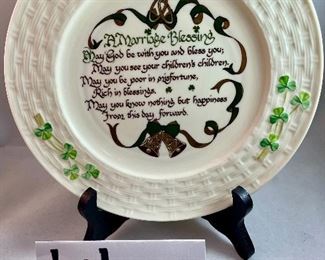 A Marriage Blessing
May God be with you and bless you;
May you see your children's children,
May you be poor in misfortune,
Rich in blessings,
May you know nothing but happiness
From this day forward.